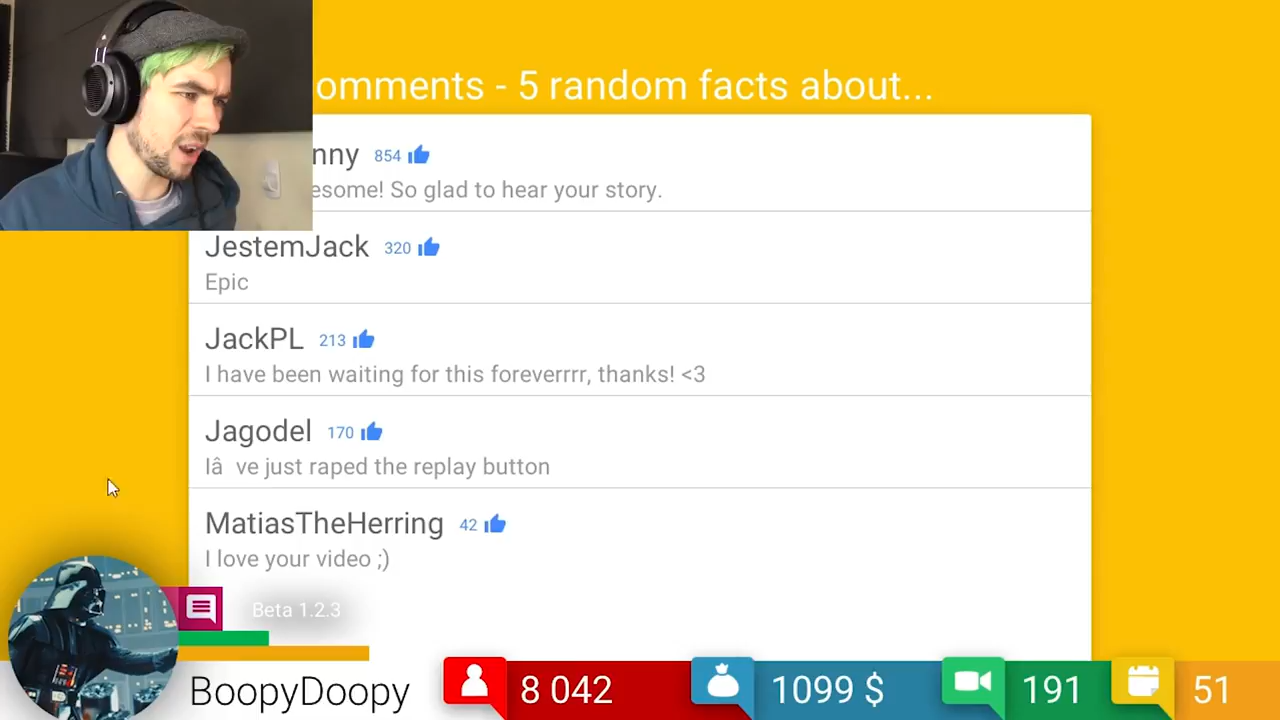 omments - 5 random facts about...
nny 854
esome! So glad to hear your story.
JestemJack 320
Epic
JackPL 213
I have been waiting for this foreverrrr, thanks! <3
Jagodel 170
Iâ ve just raped the replay button
MatiasTheHerring 42
I love your video ;)
Beta 1.2.3
BoopyDoopy 8 042 1099 $ 191 51